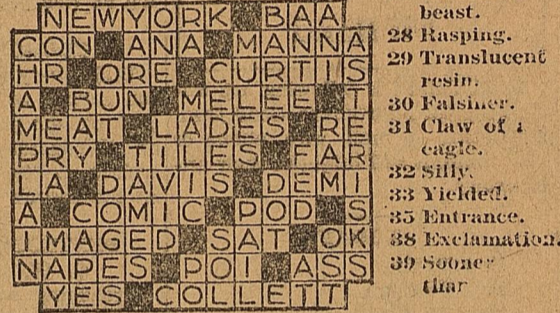 NEWYORK BAA
CON ANA MANNA
HR ORE CURTIS
A BUN MELEE T
MEAT LADES RE
PRY TILES FAR
LA DAVIS DEMI
A COMIC POD S
IMAGED SAT OK
NAPES POI ASS
YES COLLETT
beast.
28 Rasping.
29 Translucent
resin.
30 Falsifier.
31 Claw of a
eagle.
32 Silly.
33 Yielded.
35 Entrance.
38 Exclamation.
39 Sooner